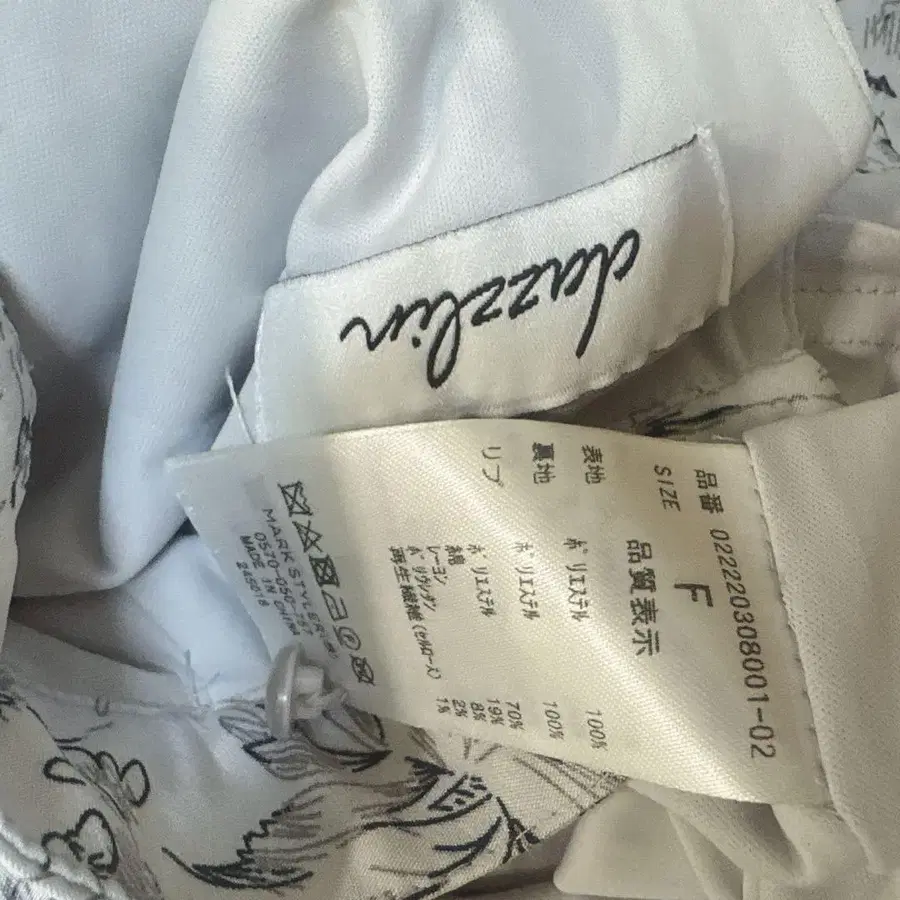 dazzlin
品番 022220308001-02
SIZE F
品質表示
表地 ポリエステル 100%
裏地 ポリエステル 100%
リブ ポリエステル 70%
綿 19%
レーヨン 8%
ポリウレタン 2%
再生繊維(セルロース) 1%
MARK STYLER㈱
MADE IN CHINA
245018